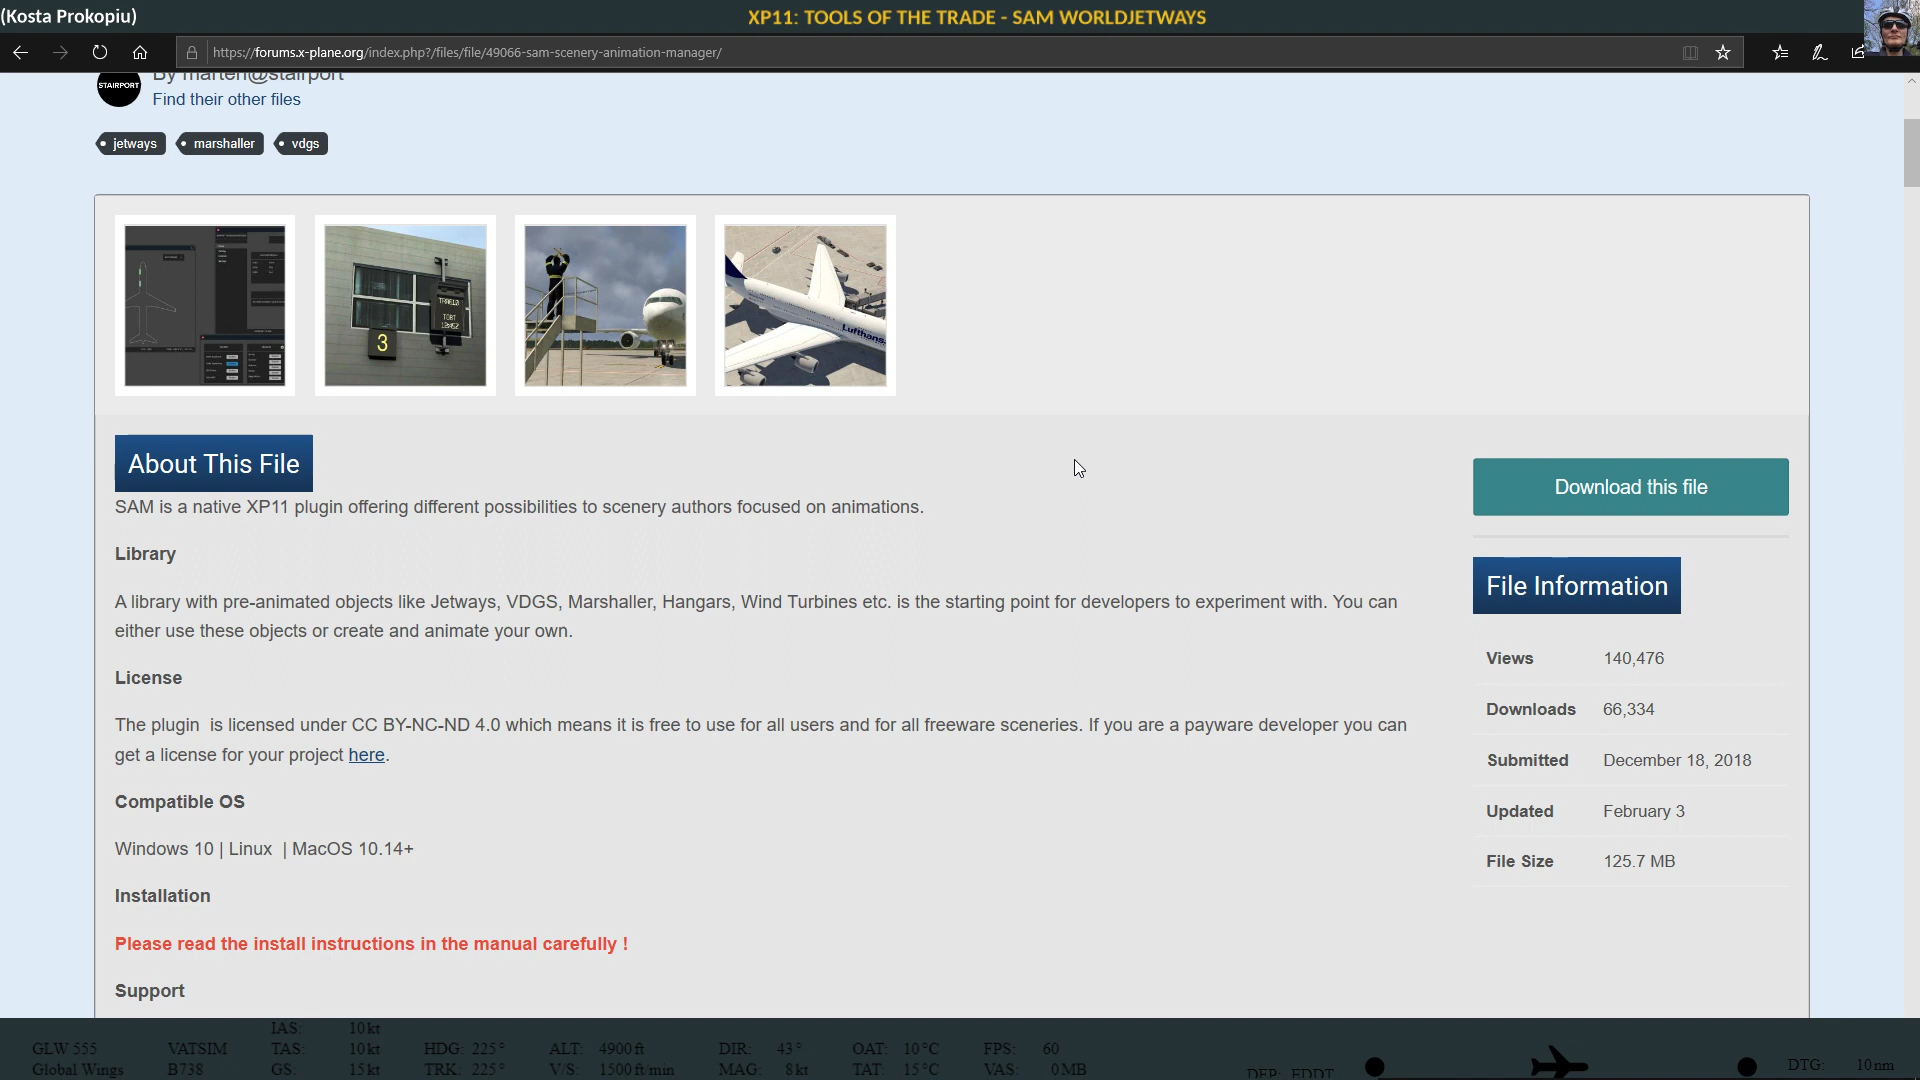 (Kosta Prokopiu)
XP11: TOOLS OF THE TRADE - SAM WORLDJETWAYS
https://forums.x-plane.org/index.php?/files/file/49066-sam-scenery-animation-manager/
STAIRPORT
By marten@stairport
Find their other files
jetways
marshaller
vdgs
3
TOBT
Lufthansa
About This File
Download this file
SAM is a native XP11 plugin offering different possibilities to scenery authors focused on animations.
Library
A library with pre-animated objects like Jetways, VDGS, Marshaller, Hangars, Wind Turbines etc. is the starting point for developers to experiment with. You can
either use these objects or create and animate your own.
License
The plugin  is licensed under CC BY-NC-ND 4.0 which means it is free to use for all users and for all freeware sceneries. If you are a payware developer you can
get a license for your project here.
Compatible OS
Windows 10 | Linux  | MacOS 10.14+
Installation
Please read the install instructions in the manual carefully !
Support
File Information
Views 140,476
Downloads 66,334
Submitted December 18, 2018
Updated February 3
File Size 125.7 MB
IAS: 10kt
GLW 555 VATSIM TAS: 10kt HDG: 225° ALT: 4900ft DIR: 43° OAT: 10°C FPS: 60
Global Wings B738 GS: 15kt TRK: 225° V/S: 1500ft/min MAG: 8kt TAT: 15°C VAS: 0MB DEP: EDDT DTG: 10nm